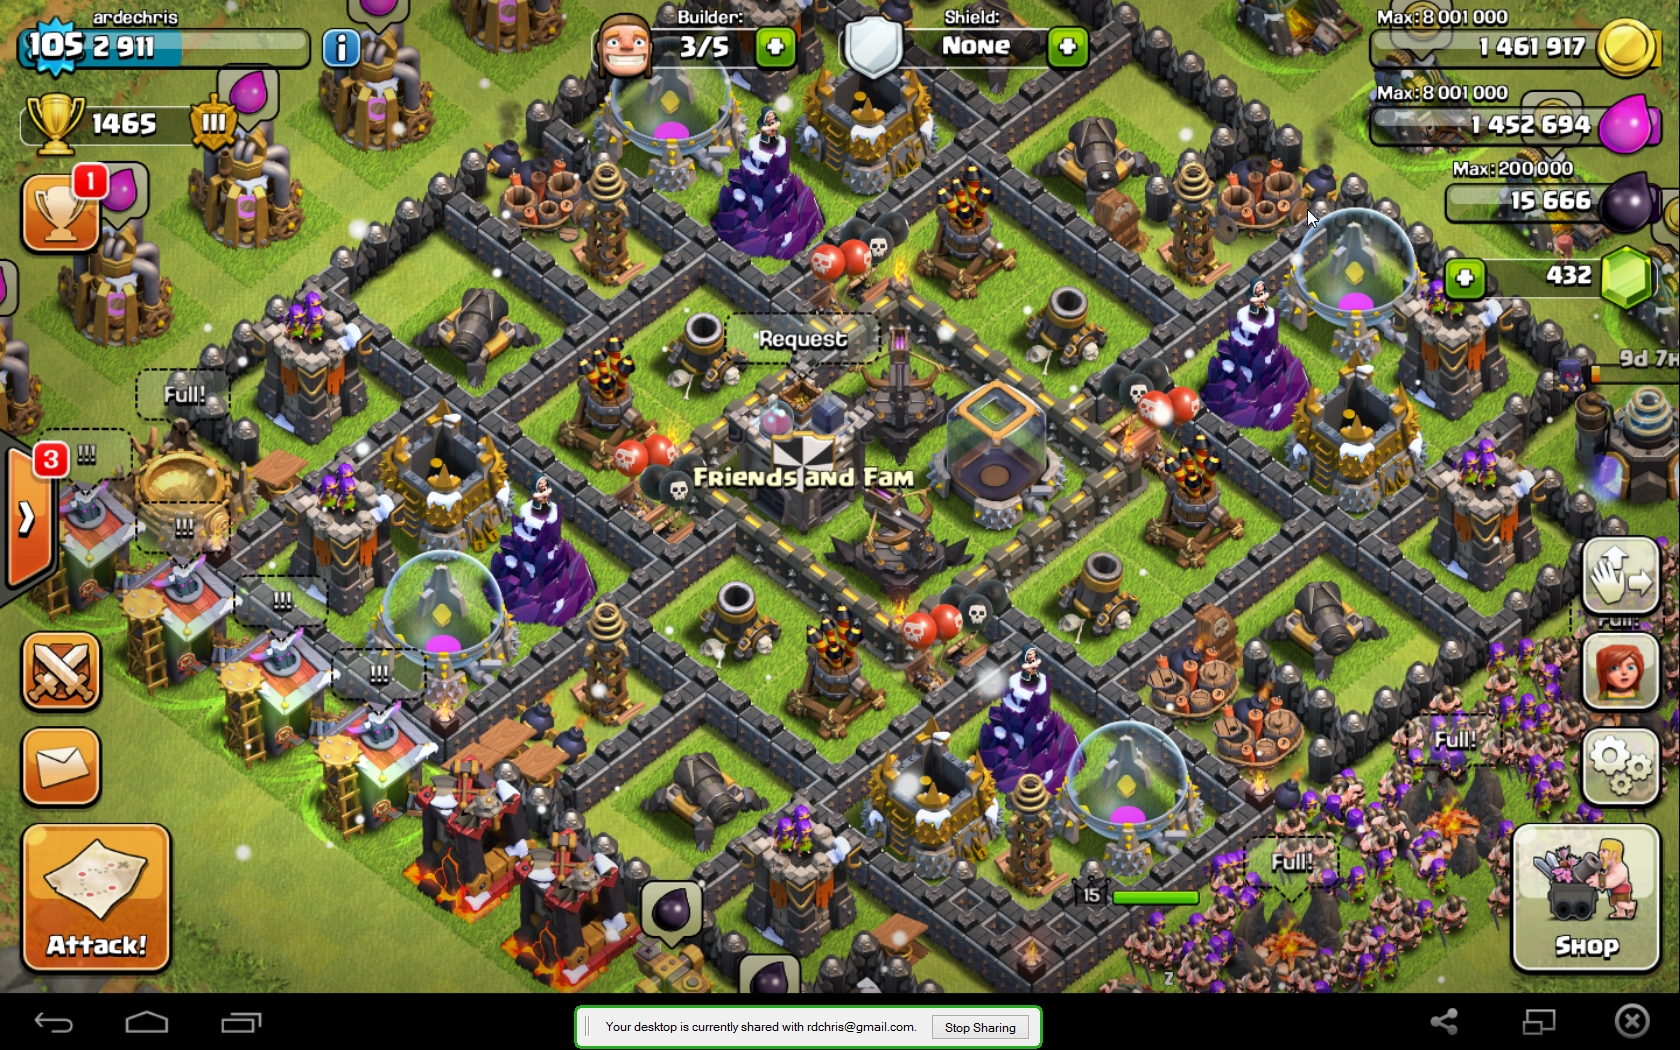 ardechris
105 2 911
Builder:
3/5
Shield:
None
Max: 8 001 000
1 461 917
Max: 8 001 000
1 452 694
Max: 200 000
15 666
432
1465
III
1
Request
Full!
9d 7
3
!!!
!!!
!!!
!!!
Friends and Fam
Full!
Full!
Full!
15
z
Attack!
Shop
Your desktop is currently shared with rdchris@gmail.com.
Stop Sharing